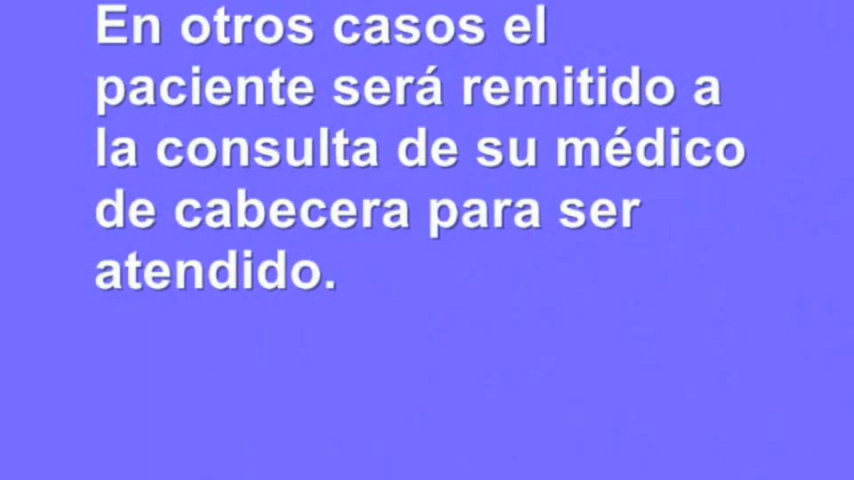 En otros casos el
paciente será remitido a
la consulta de su médico
de cabecera para ser
atendido.